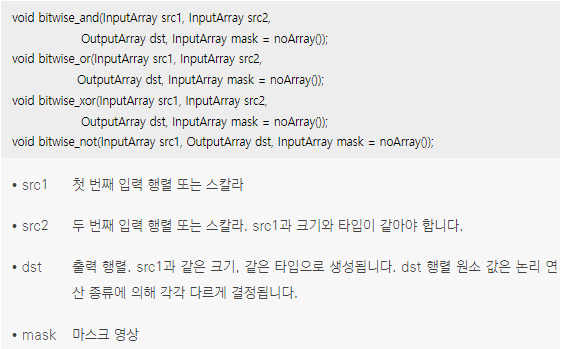 void bitwise_and(InputArray src1, InputArray src2,
OutputArray dst, InputArray mask = noArray());
void bitwise_or(InputArray src1, InputArray src2,
OutputArray dst, InputArray mask = noArray());
void bitwise_xor(InputArray src1, InputArray src2,
OutputArray dst, InputArray mask = noArray());
void bitwise_not(InputArray src1, OutputArray dst, InputArray mask = noArray());
• src1 첫 번째 입력 행렬 또는 스칼라
• src2 두 번째 입력 행렬 또는 스칼라. src1과 크기와 타입이 같아야 합니다.
• dst 출력 행렬. src1과 같은 크기, 같은 타입으로 생성됩니다. dst 행렬 원소 값은 논리 연
산 종류에 의해 각각 다르게 결정됩니다.
• mask 마스크 영상